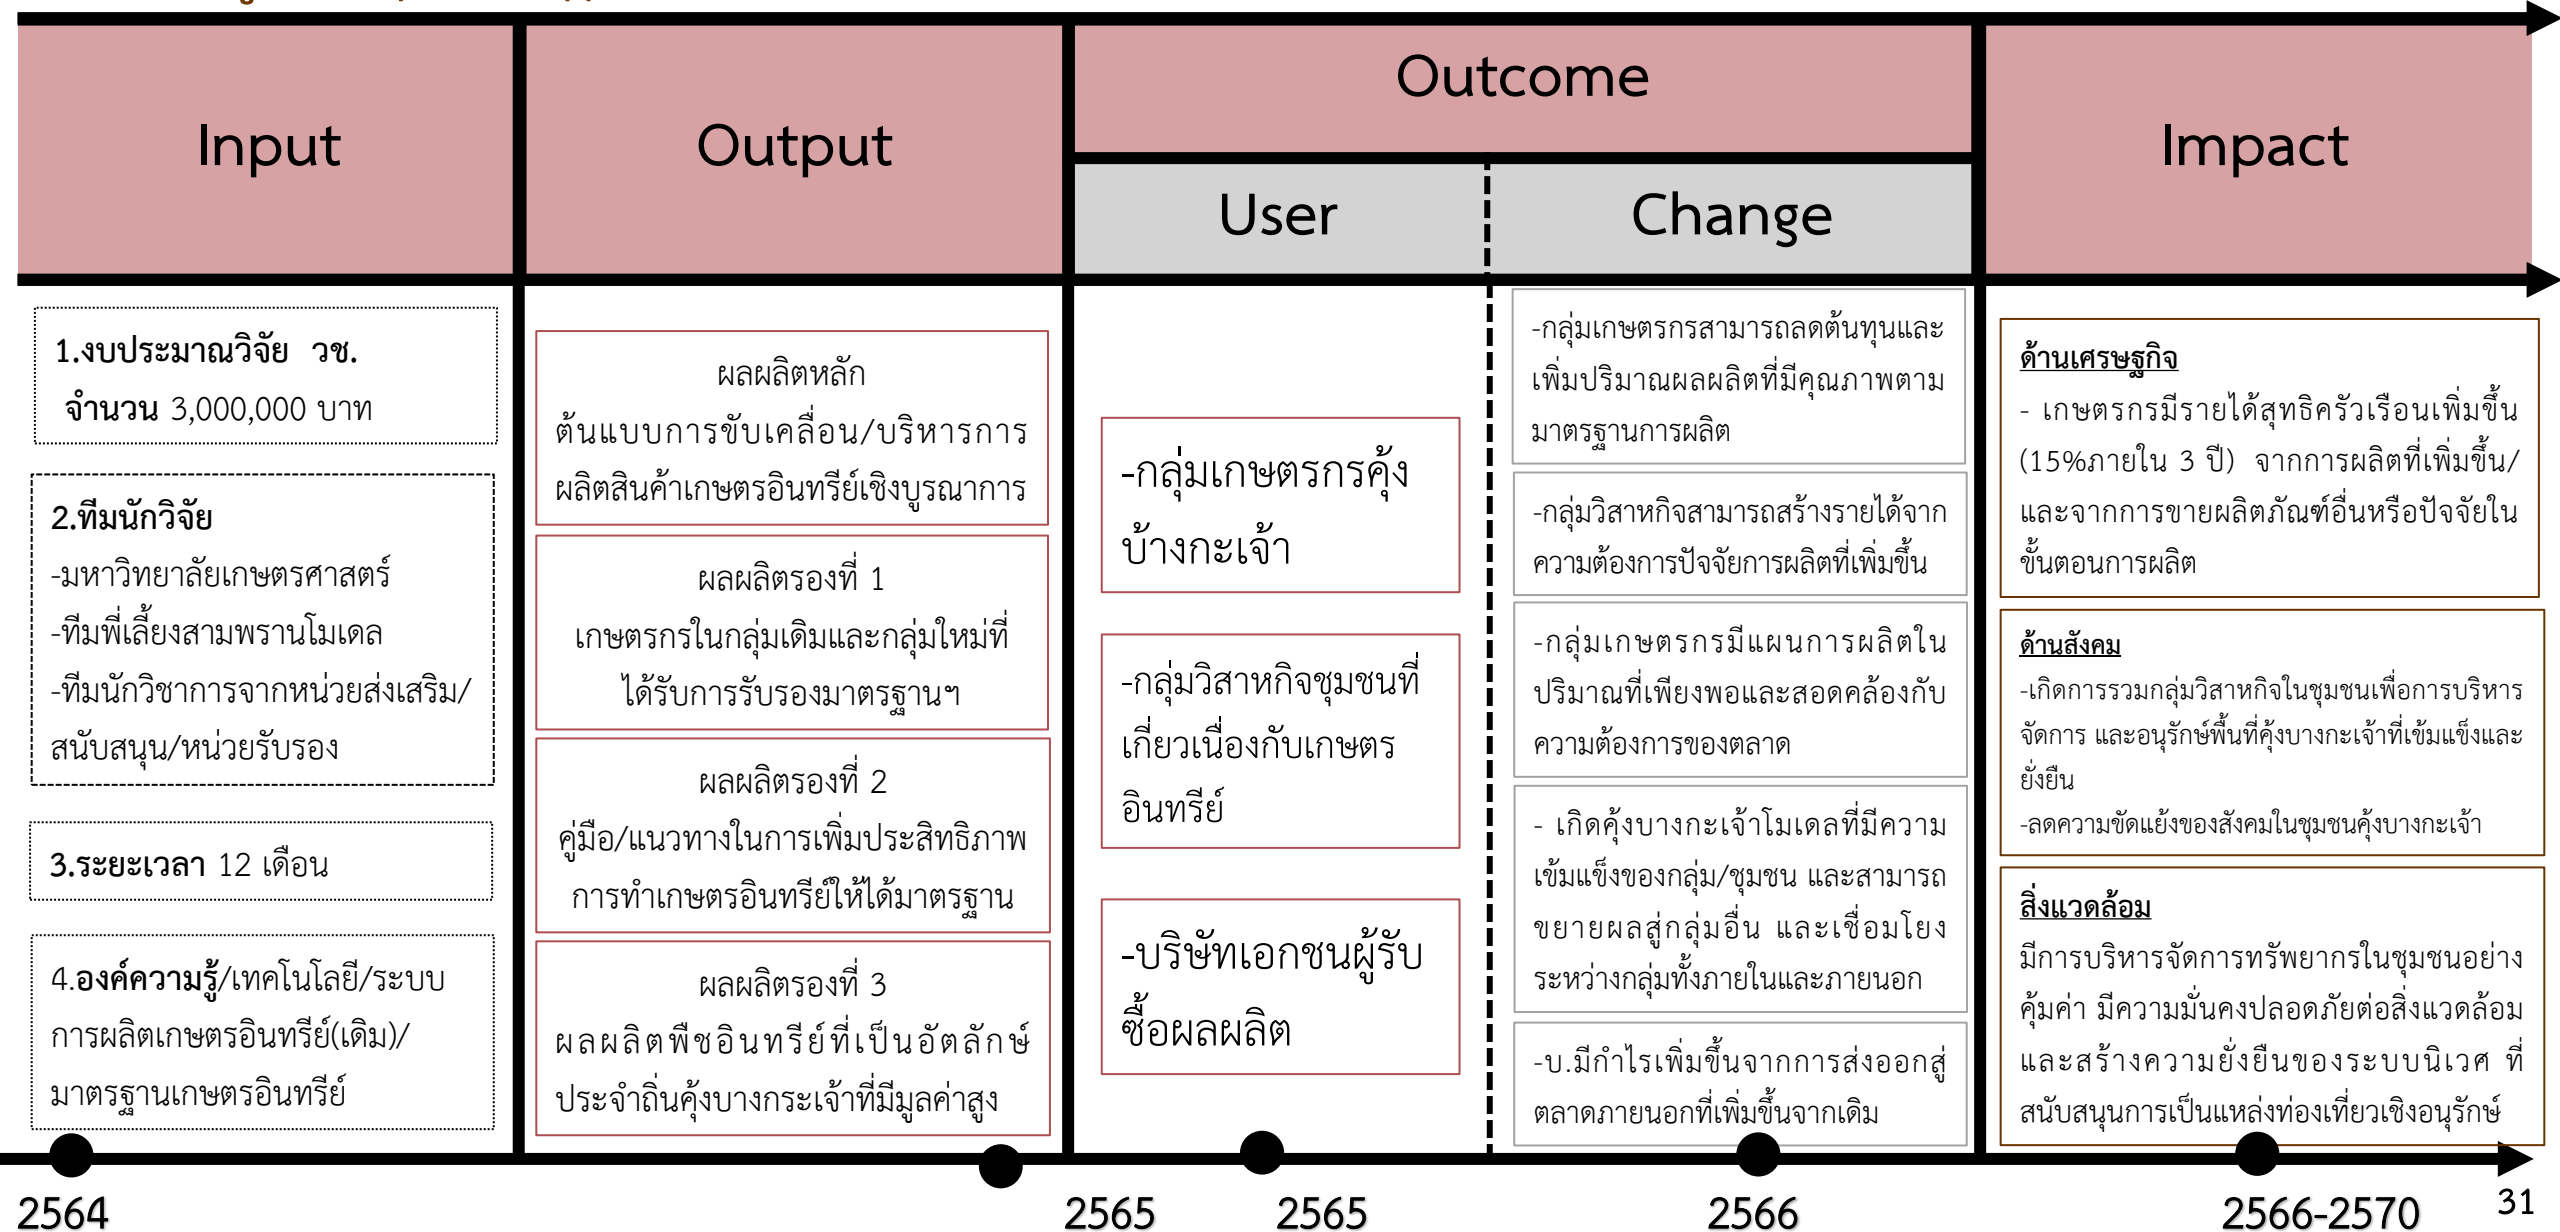 Input
Output
Outcome
User
Change
Impact
1.งบประมาณวิจัย วช.
จำนวน 3,000,000 บาท
2.ทีมนักวิจัย
-มหาวิทยาลัยเกษตรศาสตร์
-ทีมพี่เลี้ยงสามพรานโมเดล
-ทีมนักวิชาการจากหน่วยส่งเสริม/
สนับสนุน/หน่วยรับรอง
3.ระยะเวลา 12 เดือน
4.องค์ความรู้/เทคโนโลยี/ระบบ
การผลิตเกษตรอินทรีย์(เดิม)/
มาตรฐานเกษตรอินทรีย์
ผลผลิตหลัก
ต้นแบบการขับเคลื่อน/บริหารการ
ผลิตสินค้าเกษตรอินทรีย์เชิงบูรณาการ
ผลผลิตรองที่ 1
เกษตรกรในกลุ่มเดิมและกลุ่มใหม่ที่
ได้รับการรับรองมาตรฐานฯ
ผลผลิตรองที่ 2
คู่มือ/แนวทางในการเพิ่มประสิทธิภาพ
การทำเกษตรอินทรีย์ให้ได้มาตรฐาน
ผลผลิตรองที่ 3
ผลผลิตพืชอินทรีย์ที่เป็นอัตลักษ์
ประจำถิ่นคุ้งบางกระเจ้าที่มีมูลค่าสูง
-กลุ่มเกษตรกรคุ้ง
บ้างกะเจ้า
-กลุ่มวิสาหกิจชุมชนที่
เกี่ยวเนื่องกับเกษตร
อินทรีย์
-บริษัทเอกชนผู้รับ
ซื้อผลผลิต
-กลุ่มเกษตรกรสามารถลดต้นทุนและ
เพิ่มปริมาณผลผลิตที่มีคุณภาพตาม
มาตรฐานการผลิต
-กลุ่มวิสาหกิจสามารถสร้างรายได้จาก
ความต้องการปัจจัยการผลิตที่เพิ่มขึ้น
-กลุ่มเกษตรกรมีแผนการผลิตใน
ปริมาณที่เพียงพอและสอดคล้องกับ
ความต้องการของตลาด
- เกิดคุ้งบางกะเจ้าโมเดลที่มีความ
เข้มแข็งของกลุ่ม/ชุมชน และสามารถ
ขยายผลสู่กลุ่มอื่น และเชื่อมโยง
ระหว่างกลุ่มทั้งภายในและภายนอก
-บ.มีกำไรเพิ่มขึ้นจากการส่งออกสู่
ตลาดภายนอกที่เพิ่มขึ้นจากเดิม
ด้านเศรษฐกิจ
- เกษตรกรมีรายได้สุทธิครัวเรือนเพิ่มขึ้น
(15%ภายใน 3 ปี) จากการผลิตที่เพิ่มขึ้น/
และจากการขายผลิตภัณฑ์อื่นหรือปัจจัยใน
ขั้นตอนการผลิต
ด้านสังคม
-เกิดการรวมกลุ่มวิสาหกิจในชุมชนเพื่อการบริหาร
จัดการ และอนุรักษ์พื้นที่คุ้งบางกะเจ้าที่เข้มแข็งและ
ยั่งยืน
-ลดความขัดแย้งของสังคมในชุมชนคุ้งบางกะเจ้า
สิ่งแวดล้อม
มีการบริหารจัดการทรัพยากรในชุมชนอย่าง
คุ้มค่า มีความมั่นคงปลอดภัยต่อสิ่งแวดล้อม
และสร้างความยั่งยืนของระบบนิเวศ ที่
สนับสนุนการเป็นแหล่งท่องเที่ยวเชิงอนุรักษ์
2564
2565
2565
2566
2566-2570
31